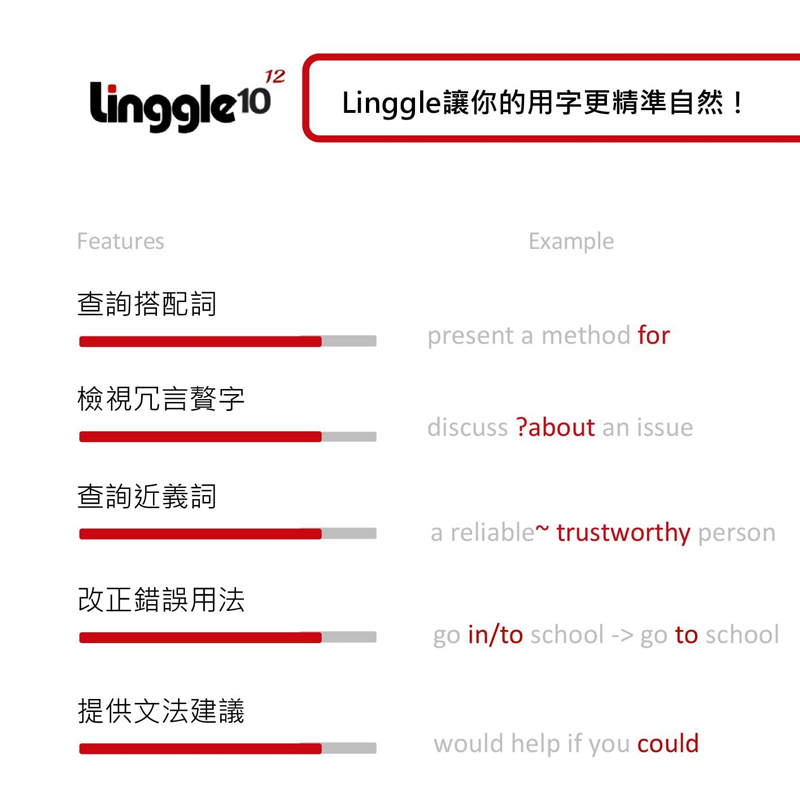 Linggle10 12
Linggle讓你的用字更精準自然！
Features Example
查詢搭配詞
present a method for
檢視冗言贅字
discuss ?about an issue
查詢近義詞
a reliable~ trustworthy person
改正錯誤用法
go in/to school -> go to school
提供文法建議
would help if you could